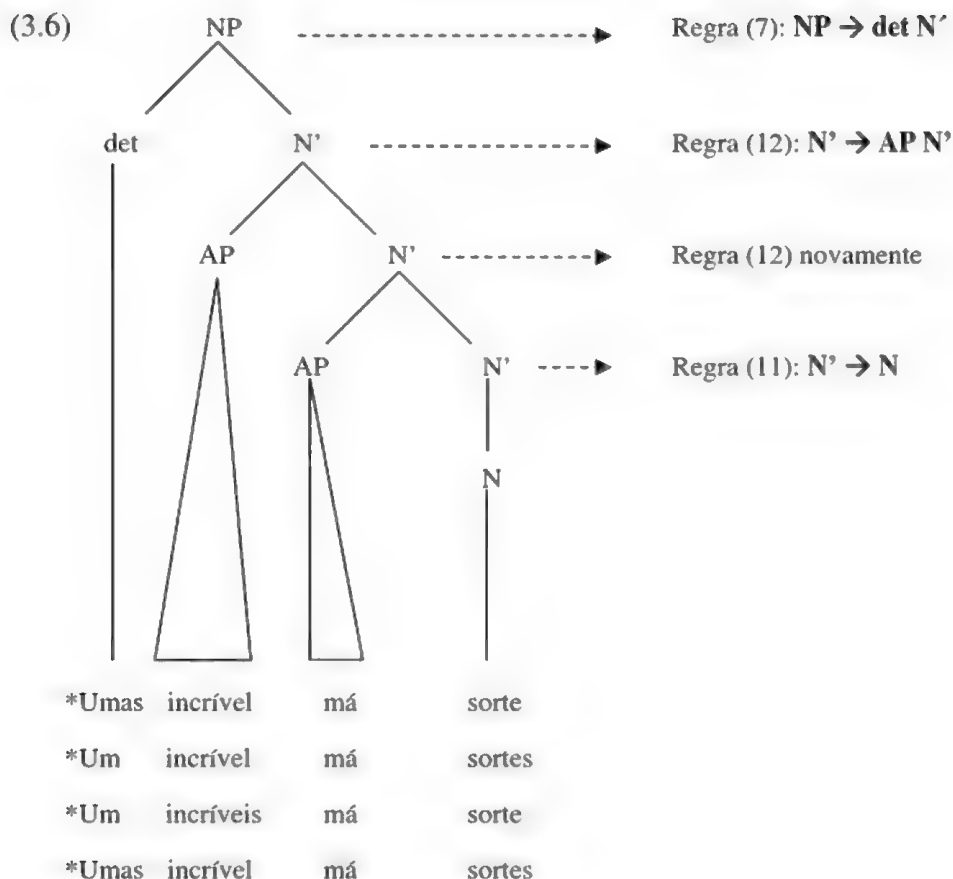 (3.6) NP Regra (7): NP → det N´
det N' Regra (12): N' → AP N'
AP N' Regra (12) novamente
AP N' Regra (11): N' → N
N
*Umas incrível má sorte
*Um incrível má sortes
*Um incríveis má sorte
*Umas incrível má sortes